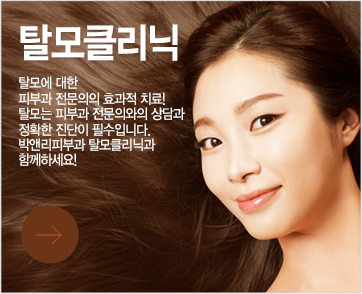 탈모클리닉
탈모에 대한
피부과 전문의의 효과적 치료!
탈모는 피부과 전문의와의 상담과
정확한 진단이 필수입니다.
박앤리피부과 탈모클리닉과
함께하세요!